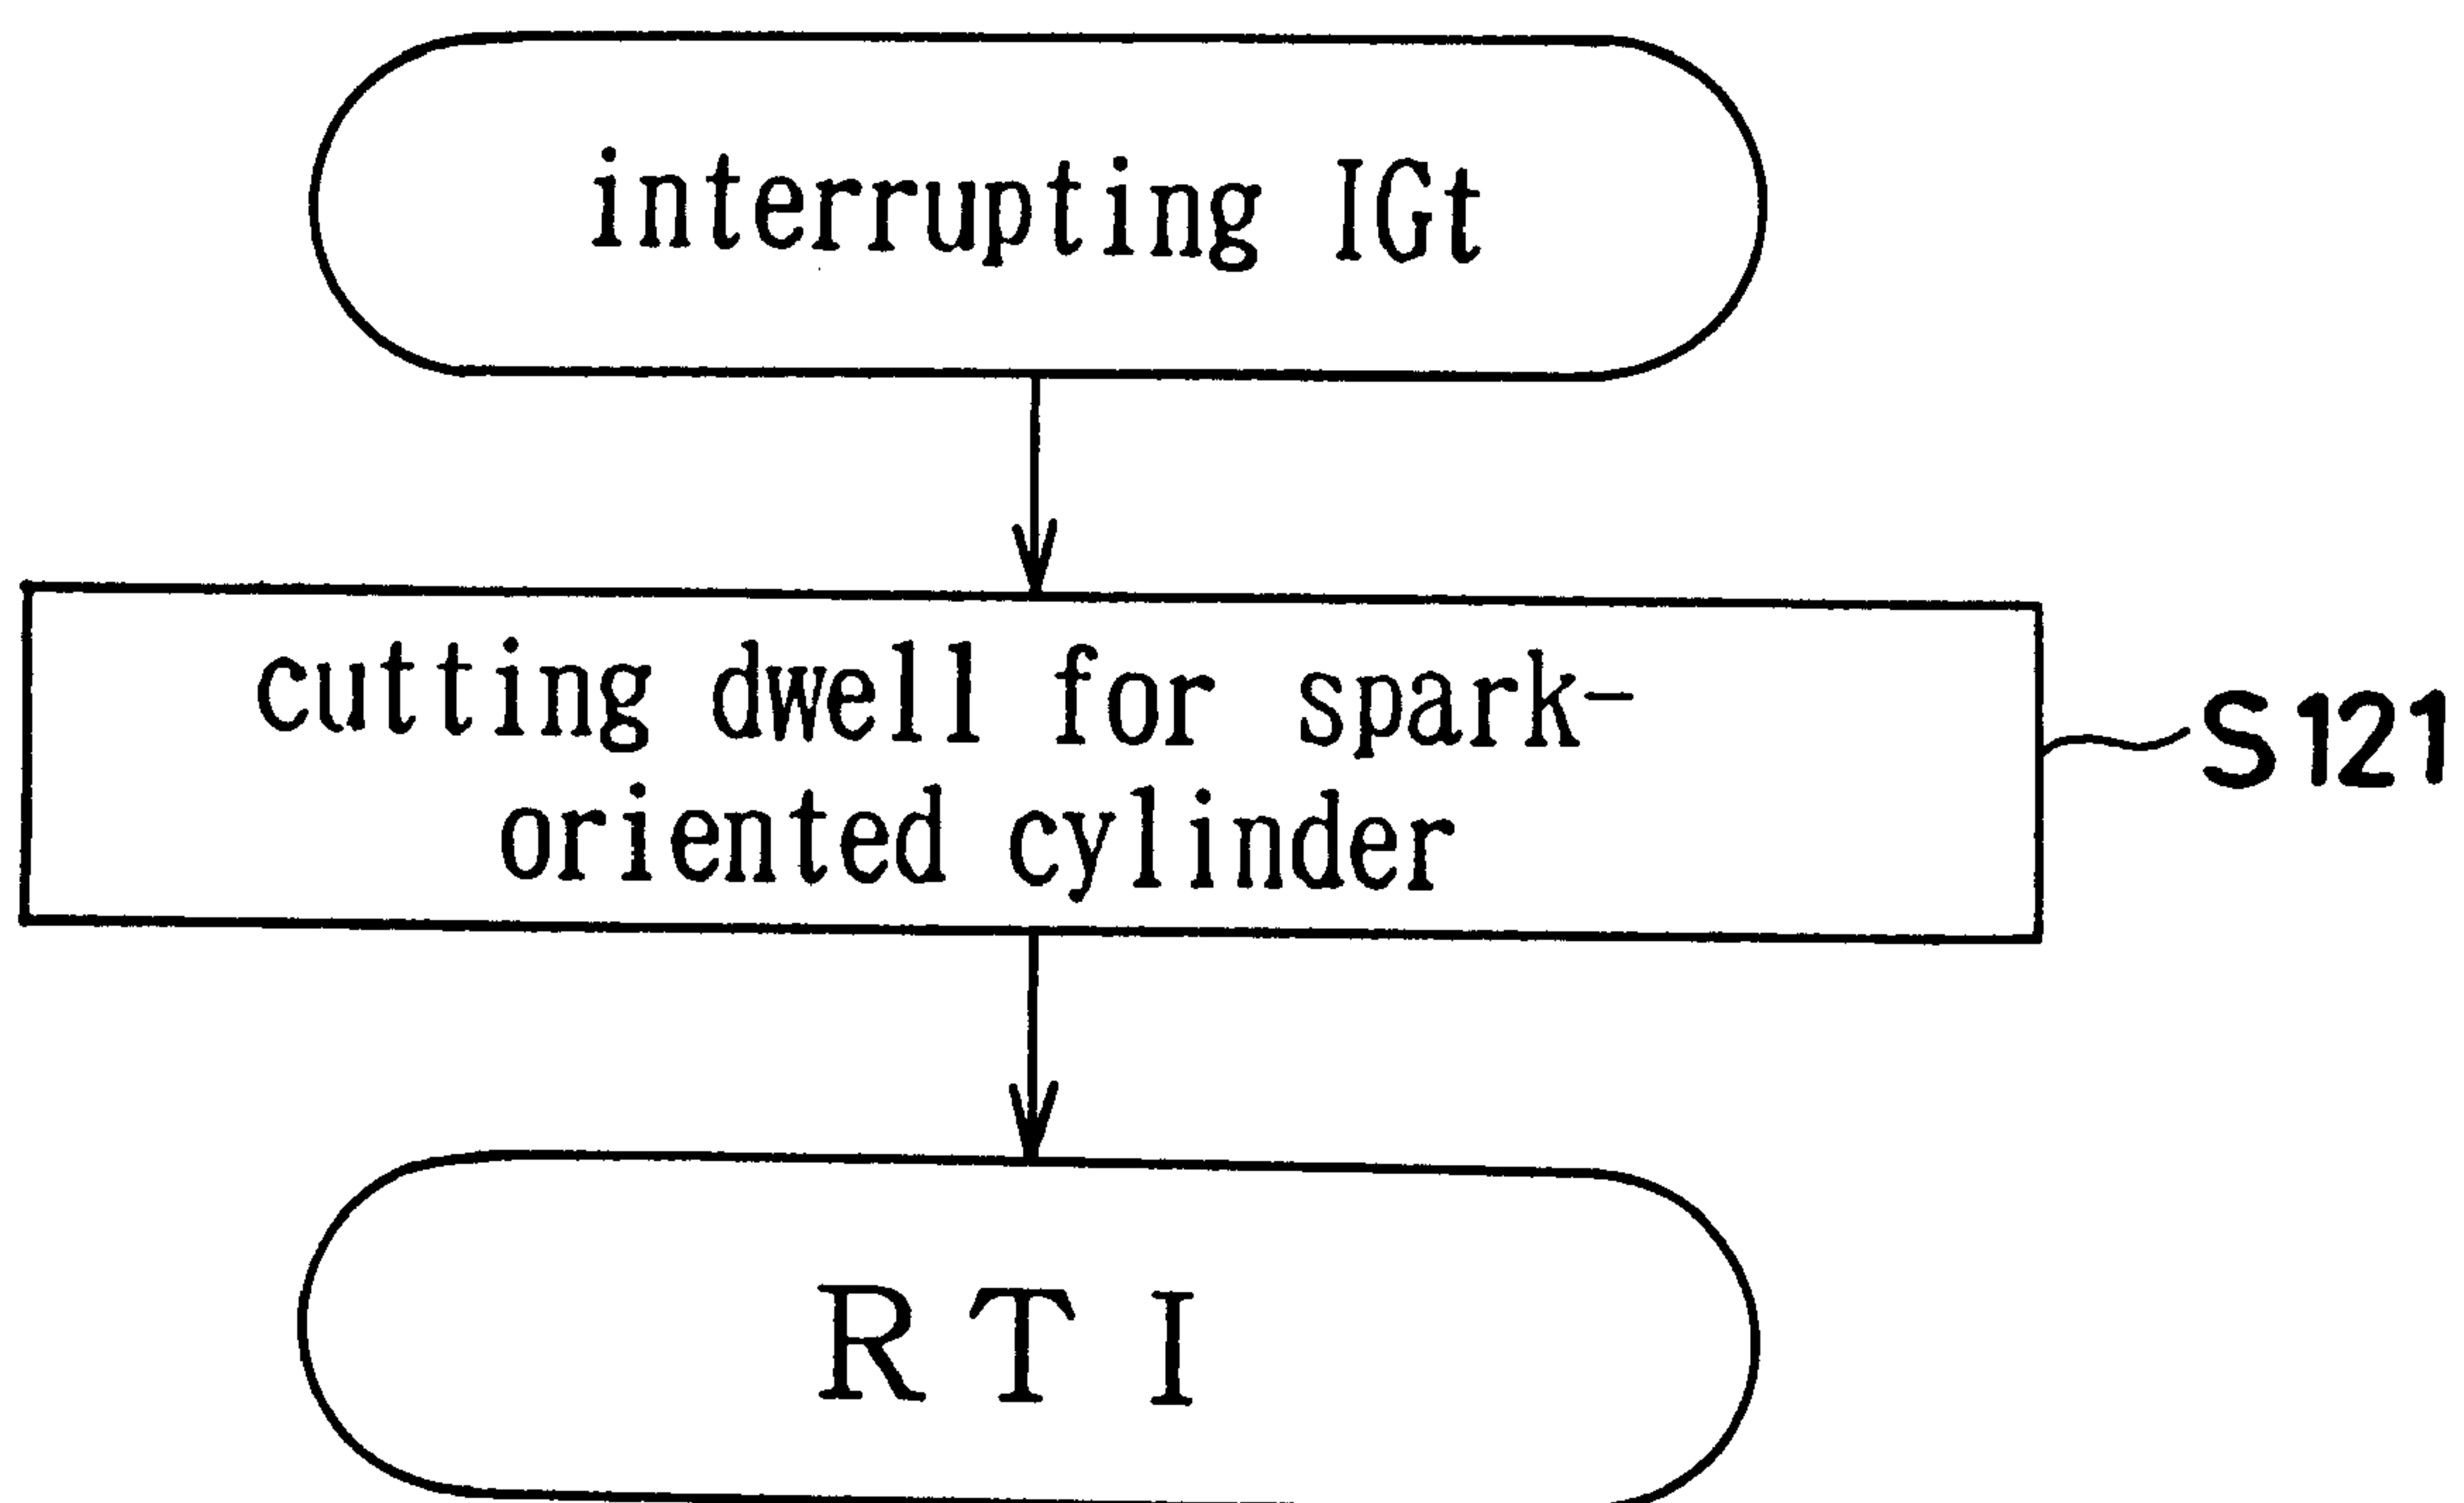 interrupting IGt
cutting dwell for spark-
oriented cylinder
S121
RTI